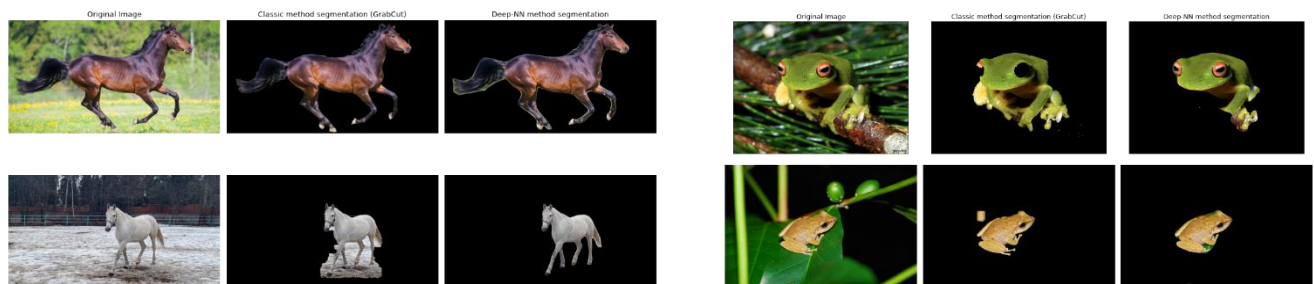 Original Image
Classic method segmentation (GrabCut)
Deep-NN method segmentation
Original Image
Classic method segmentation (GrabCut)
Deep-NN method segmentation